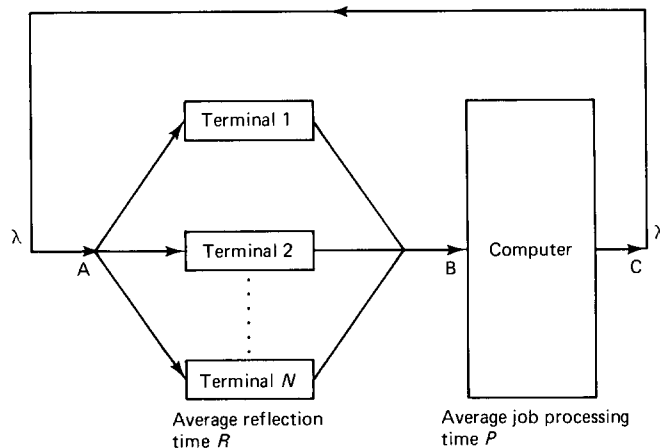 Terminal 1
λ
A
Terminal 2
B
Computer
C
λ
Terminal N
Average reflection
time R
Average job processing
time P